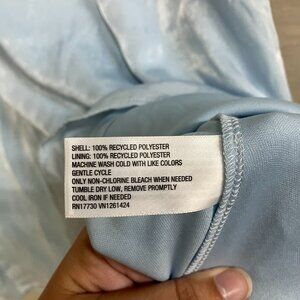 SHELL: 100% RECYCLED POLYESTER
LINING: 100% RECYCLED POLYESTER
MACHINE WASH COLD WITH LIKE COLORS
GENTLE CYCLE
ONLY NON-CHLORINE BLEACH WHEN NEEDED
TUMBLE DRY LOW, REMOVE PROMPTLY
COOL IRON IF NEEDED
RN17730 VN1261424